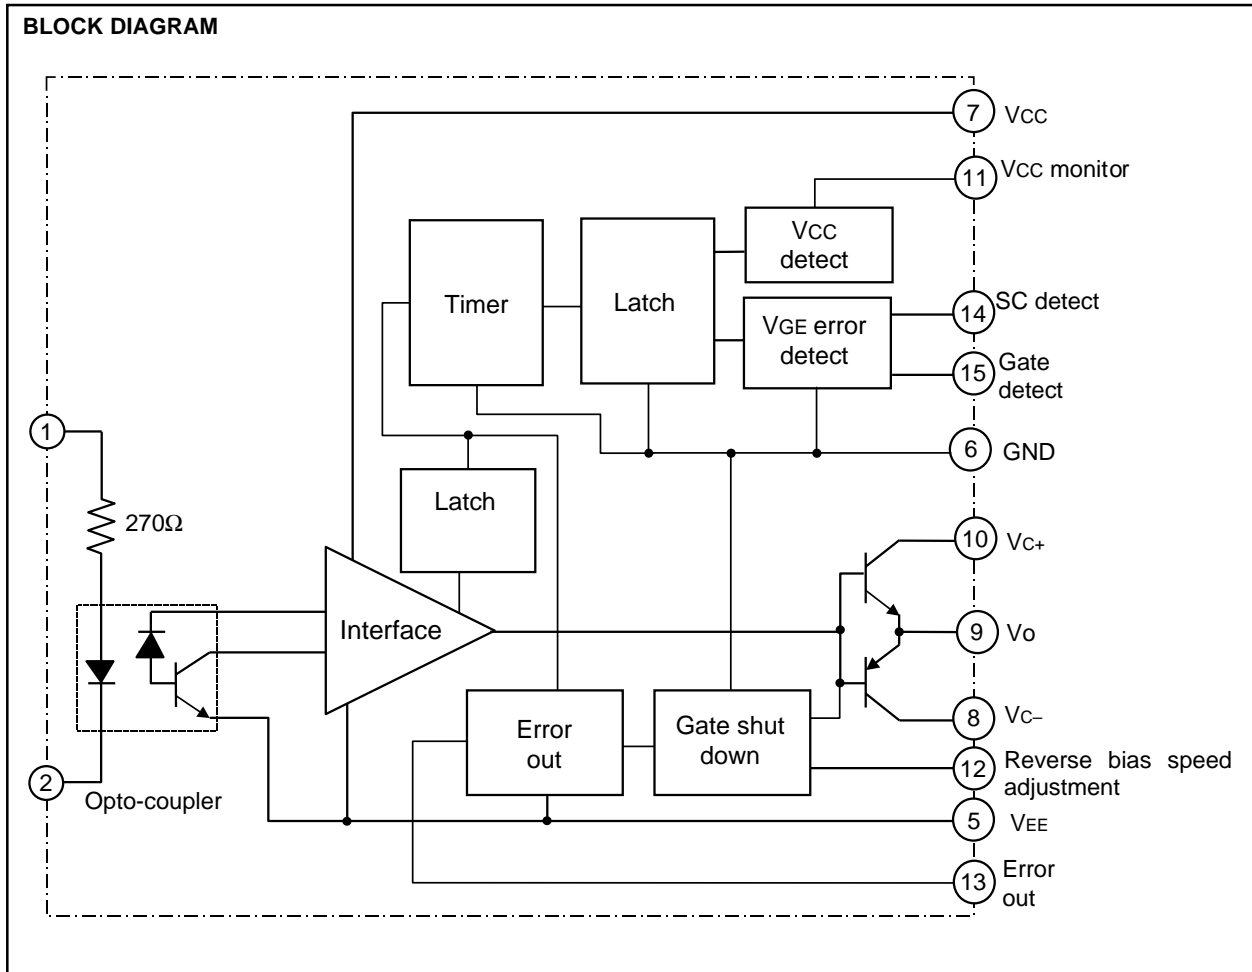 BLOCK DIAGRAM
7
VCC
11
VCC monitor
VCC
detect
Timer
Latch
14
SC detect
VGE error
detect
15
Gate
detect
1
6
GND
Latch
270Ω
10
VC+
Interface
9
Vo
8
VC–
Error
out
Gate shut
down
12
Reverse bias speed
adjustment
2
Opto-coupler
5
VEE
13
Error
out